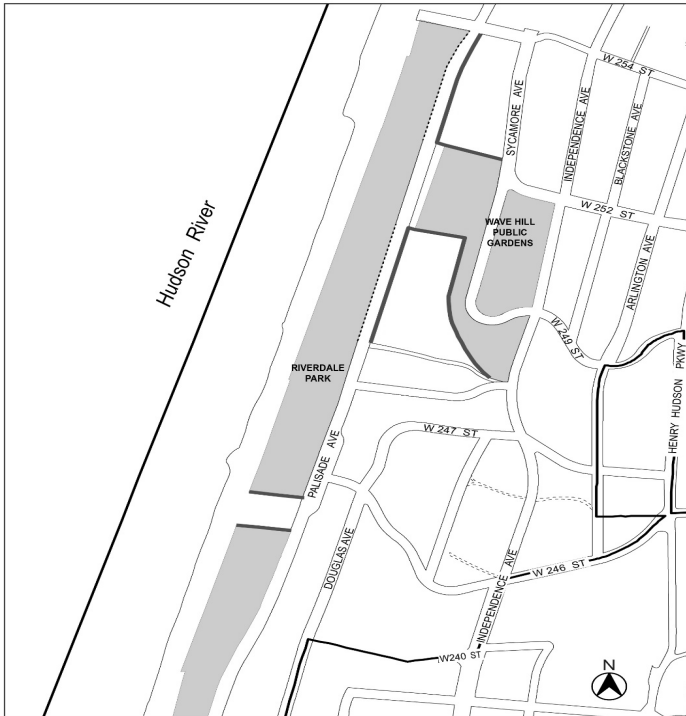 W 254 ST
SYCAMORE AVE
INDEPENDENCE AVE
BLACKSTONE AVE
W 252 ST
WAVE HILL
PUBLIC
GARDENS
Hudson River
ARLINGTON AVE
W 249 ST
HENRY HUDSON PKWY
RIVERDALE
PARK
W 247 ST
PALISADE AVE
DOUGLAS AVE
W 246 ST
INDEPENDENCE AVE
W240 ST
N